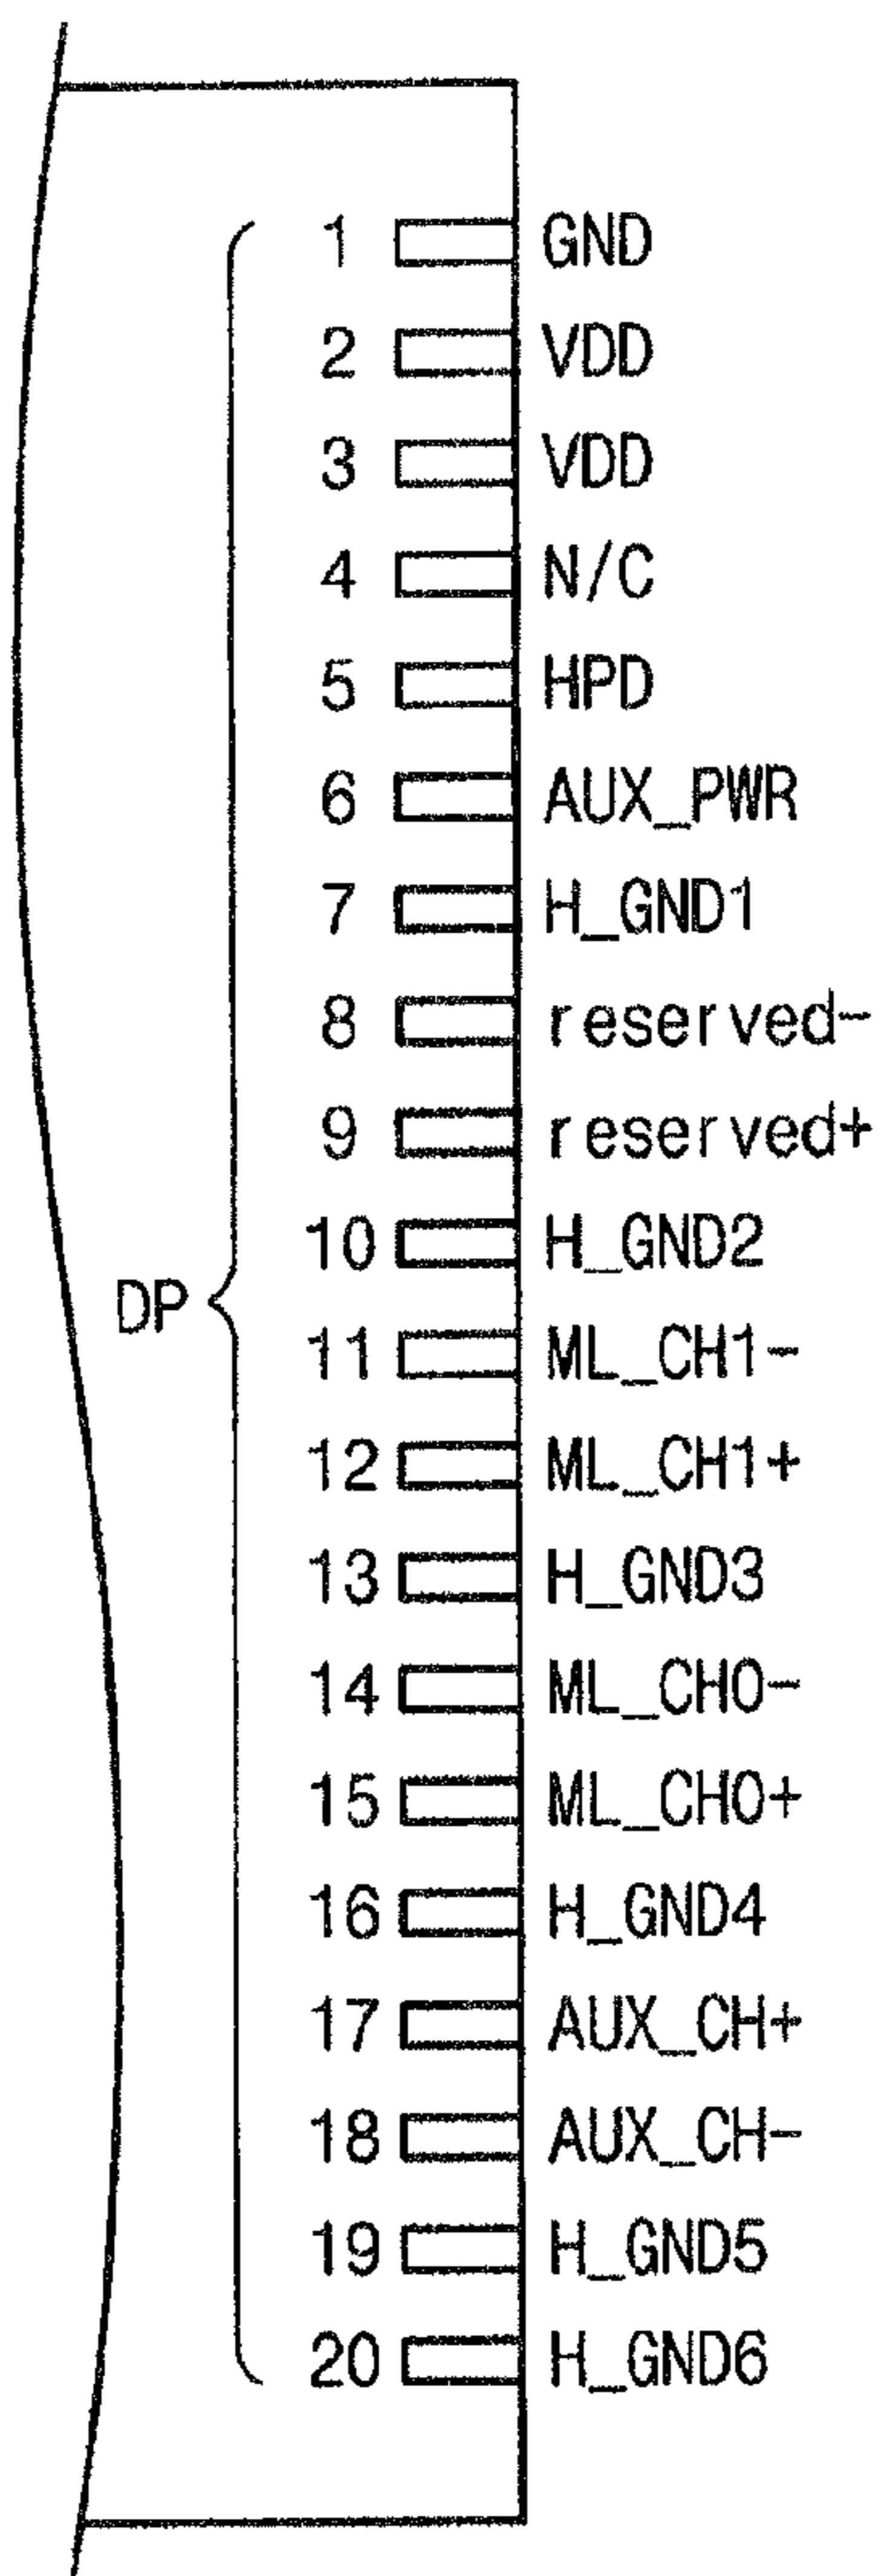 1 GND
2 VDD
3 VDD
4 N/C
5 HPD
6 AUX_PWR
7 H_GND1
8 reserved-
9 reserved+
10 H_GND2
DP
11 ML_CH1-
12 ML_CH1+
13 H_GND3
14 ML_CH0-
15 ML_CH0+
16 H_GND4
17 AUX_CH+
18 AUX_CH-
19 H_GND5
20 H_GND6